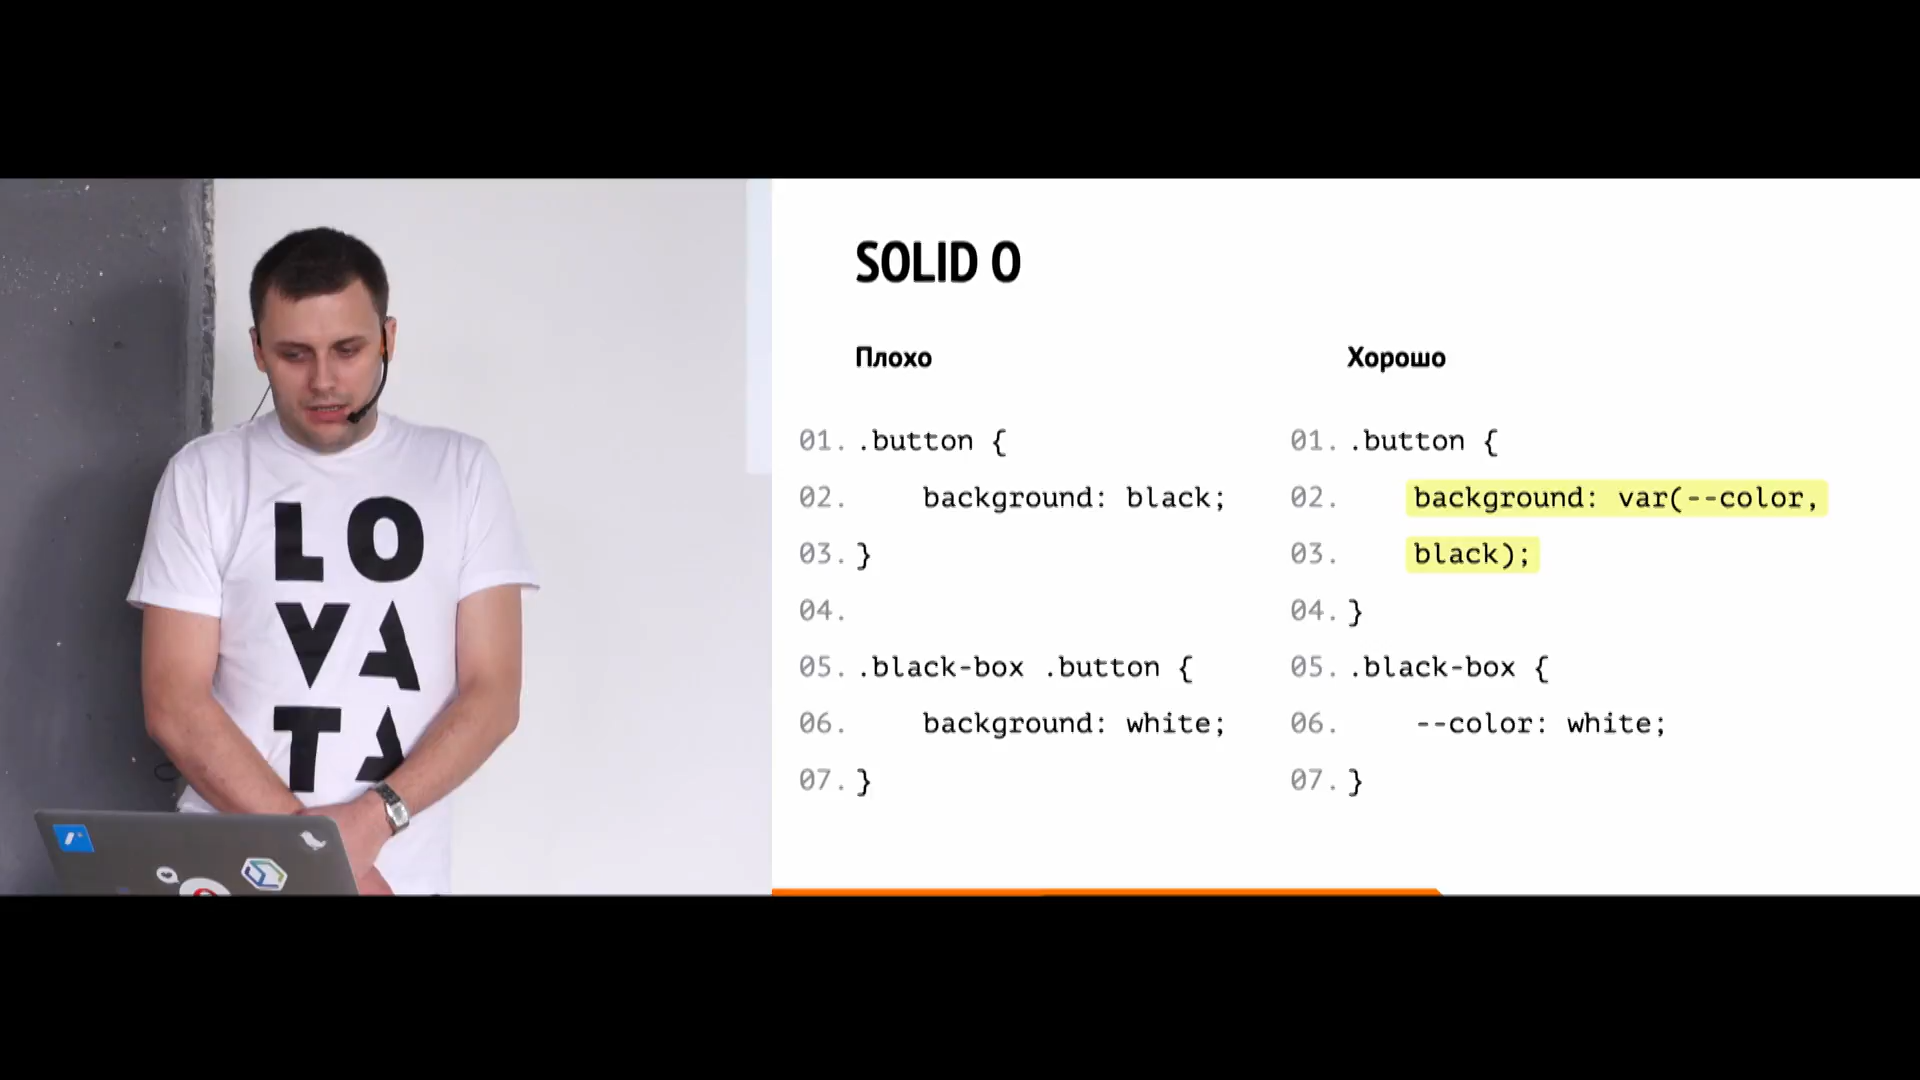 LO
VA
TA
SOLID O
Плохо
01. .button {
02. background: black;
03. }
04.
05. .black-box .button {
06. background: white;
07. }
Хорошо
01. .button {
02. background: var(--color,
03. black);
04. }
05. .black-box {
06. --color: white;
07. }